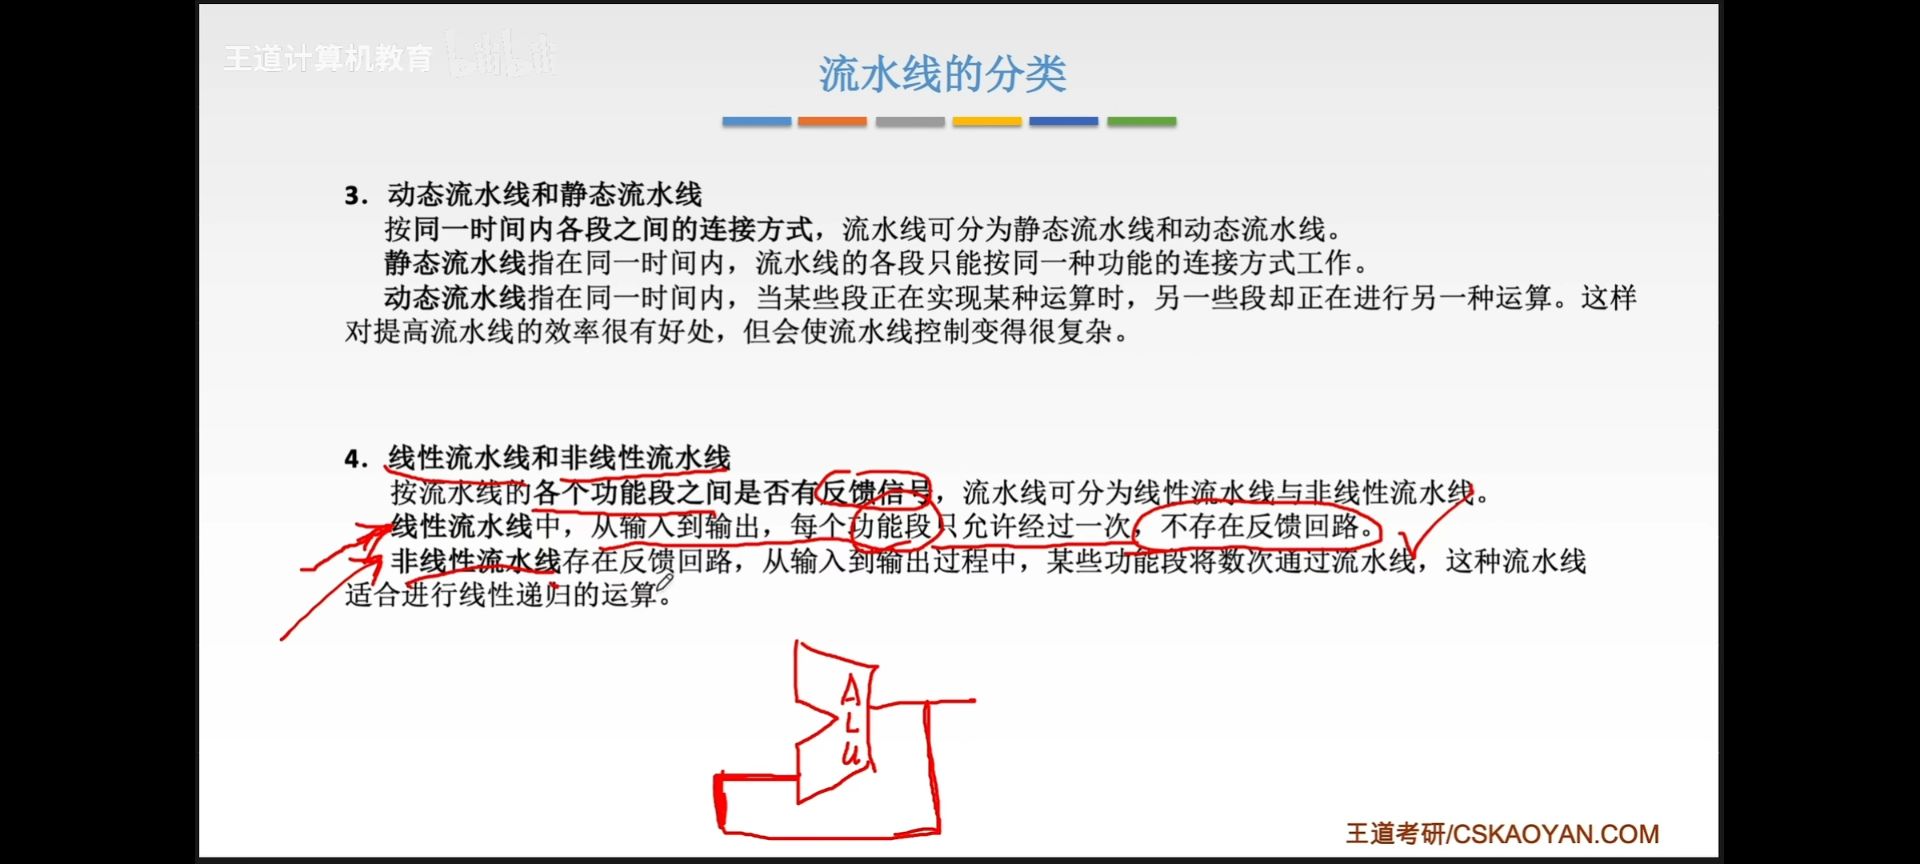 王道计算机教育 bilibili
流水线的分类
3. 动态流水线和静态流水线
按同一时间内各段之间的连接方式，流水线可分为静态流水线和动态流水线。
静态流水线指在同一时间内，流水线的各段只能按同一种功能的连接方式工作。
动态流水线指在同一时间内，当某些段正在实现某种运算时，另一些段却正在进行另一种运算。这样
对提高流水线的效率很有好处，但会使流水线控制变得很复杂。
4. 线性流水线和非线性流水线
按流水线的各个功能段之间是否有反馈信号，流水线可分为线性流水线与非线性流水线。
线性流水线中，从输入到输出，每个功能段只允许经过一次，不存在反馈回路。
非线性流水线存在反馈回路，从输入到输出过程中，某些功能段将数次通过流水线，这种流水线
适合进行线性递归的运算。
ALU
王道考研/CSKAOYAN.COM